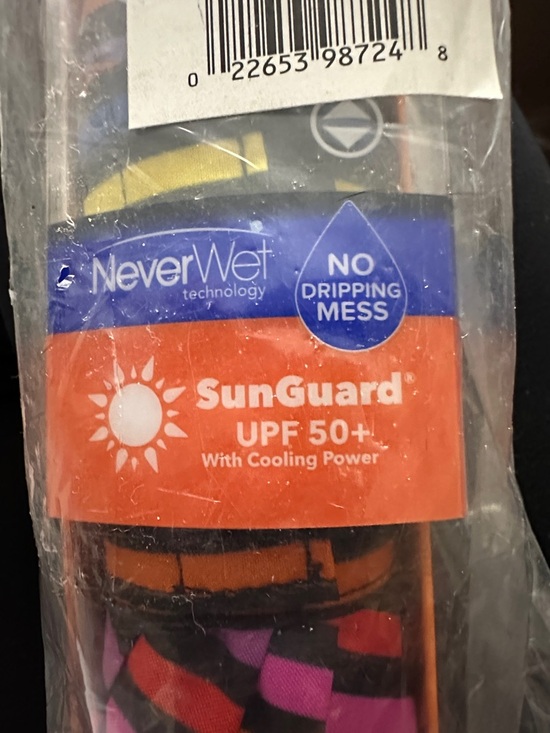 0 22653 98724 8
NeverWet
technology
NO
DRIPPING
MESS
SunGuard®
UPF 50+
With Cooling Power